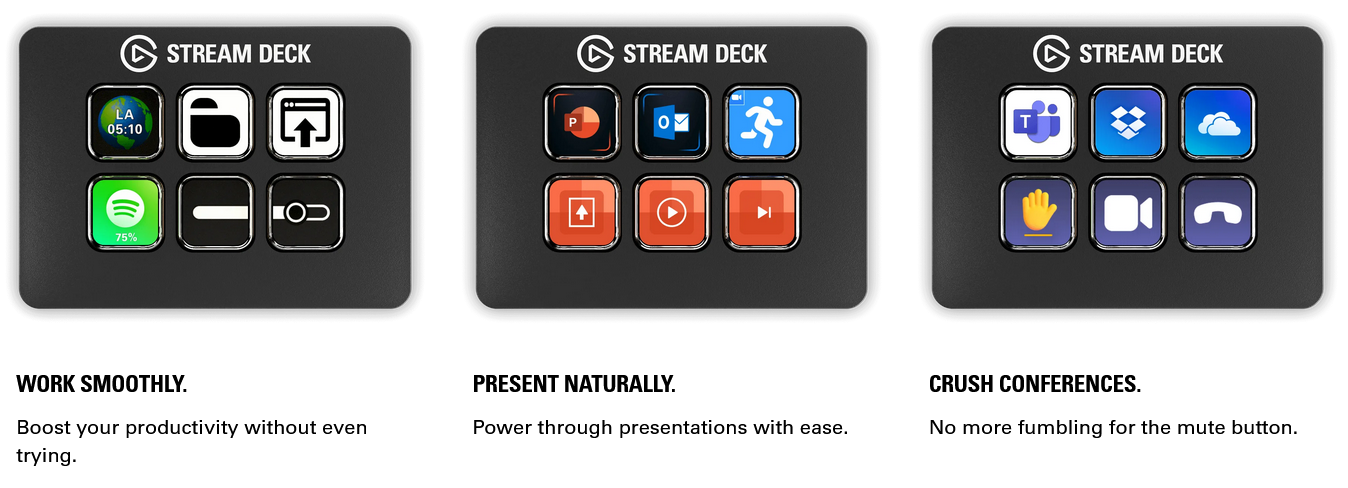 STREAM DECK
LA
05:10
75%
STREAM DECK
P
O
STREAM DECK
T
WORK SMOOTHLY.
Boost your productivity without even
trying.
PRESENT NATURALLY.
Power through presentations with ease.
CRUSH CONFERENCES.
No more fumbling for the mute button.